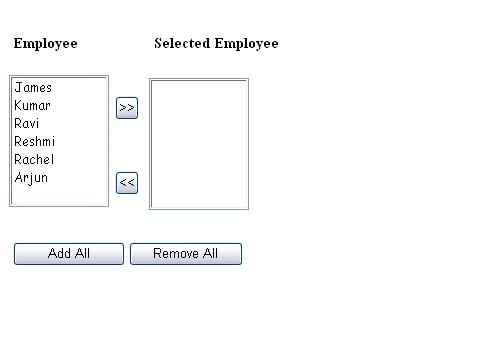 Employee Selected Employee
James
Kumar
Ravi
Reshmi
Rachel
Arjun
>>
<<
Add All Remove All